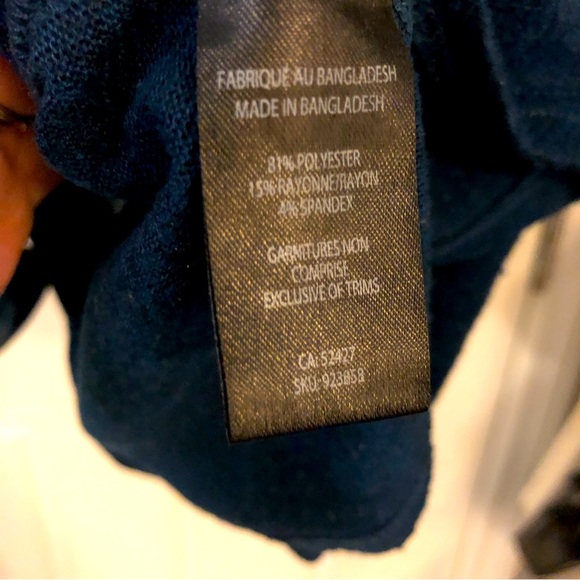 FABRIQUE AU BANGLADESH
MADE IN BANGLADESH
81% POLYESTER
15% RAYONNE/RAYON
4% SPANDEX
GARNITURES NON
COMPRISE
EXCLUSIVE OF TRIMS
CA: 52427
SKU: 923858